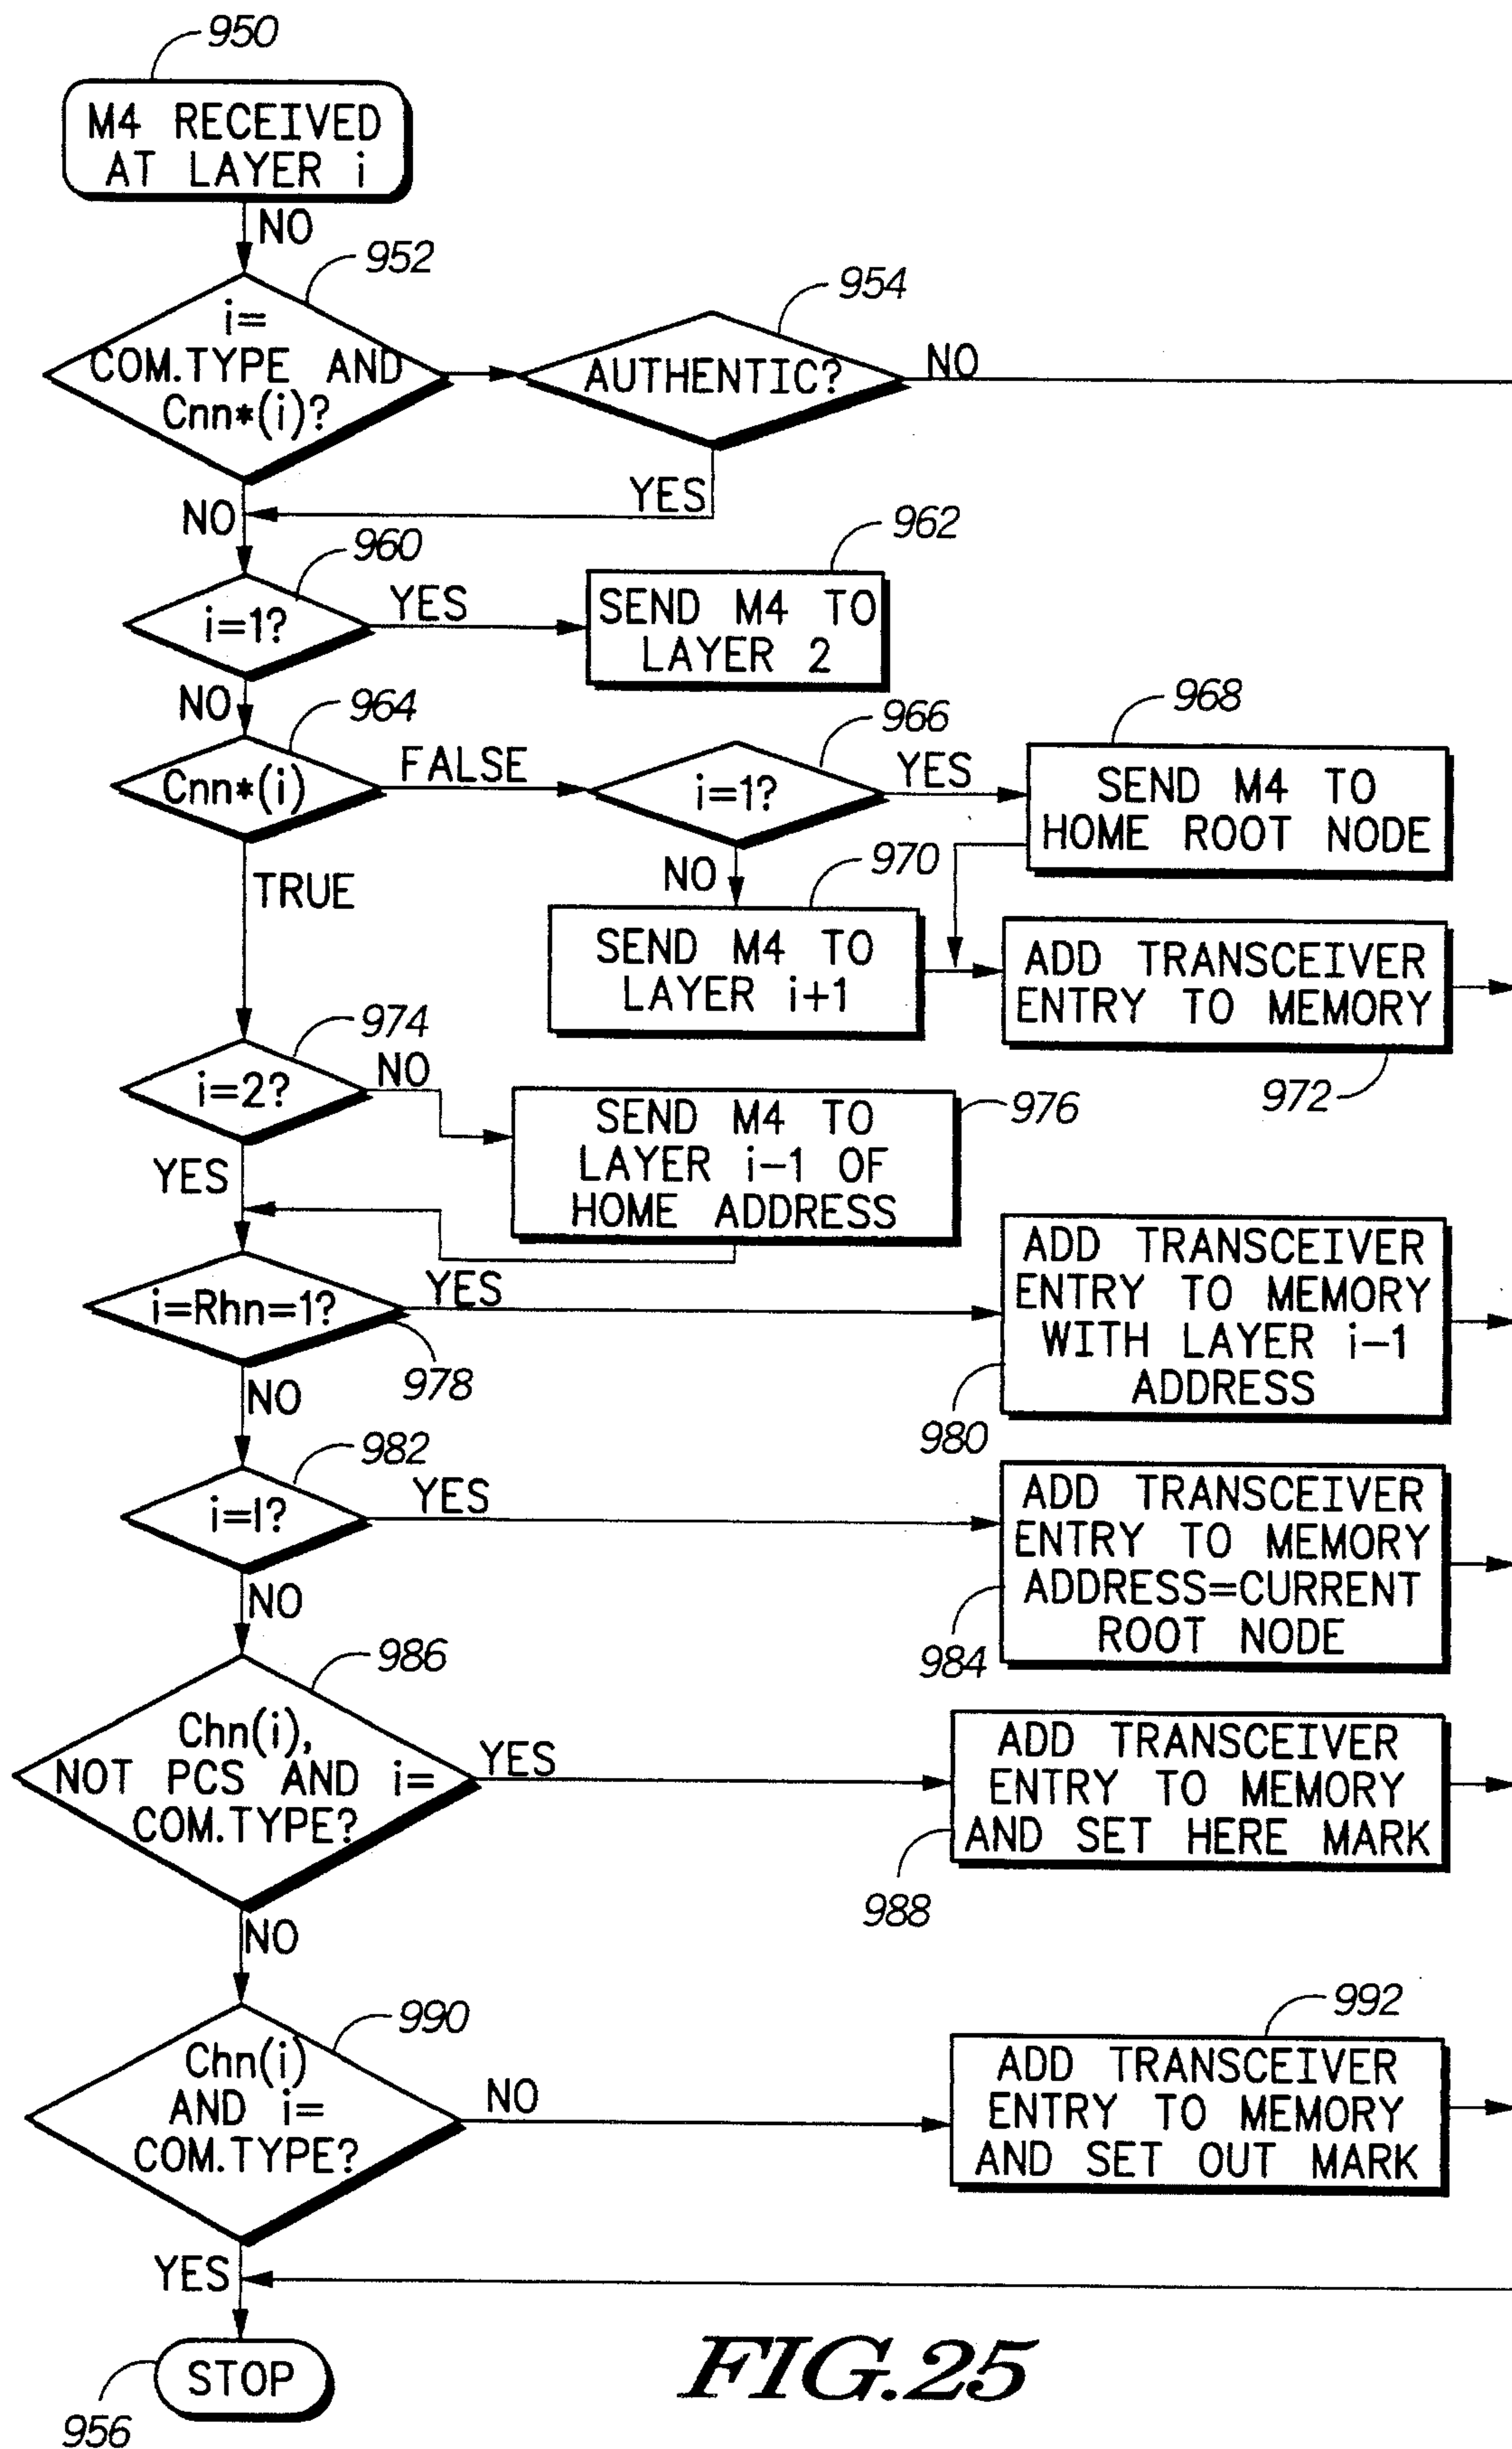 950
M4 RECEIVED
AT LAYER i
NO
952
i=
COM.TYPE AND
Cnn*(i)?
954
AUTHENTIC?
NO
YES
NO
960
i=1?
YES
962
SEND M4 TO
LAYER 2
NO
964
Cnn*(i)
FALSE
966
i=1?
YES
968
SEND M4 TO
HOME ROOT NODE
TRUE
NO
970
SEND M4 TO
LAYER i+1
ADD TRANSCEIVER
ENTRY TO MEMORY
972
974
i=2?
NO
SEND M4 TO
LAYER i-1 OF
HOME ADDRESS
976
YES
i=Rhn=1?
978
YES
ADD TRANSCEIVER
ENTRY TO MEMORY
WITH LAYER i-1
ADDRESS
980
NO
982
i=I?
YES
ADD TRANSCEIVER
ENTRY TO MEMORY
ADDRESS=CURRENT
ROOT NODE
984
NO
986
Chn(i),
NOT PCS AND i=
COM.TYPE?
YES
ADD TRANSCEIVER
ENTRY TO MEMORY
AND SET HERE MARK
988
NO
990
Chn(i)
AND i=
COM.TYPE?
NO
992
ADD TRANSCEIVER
ENTRY TO MEMORY
AND SET OUT MARK
YES
STOP
956
FIG.25